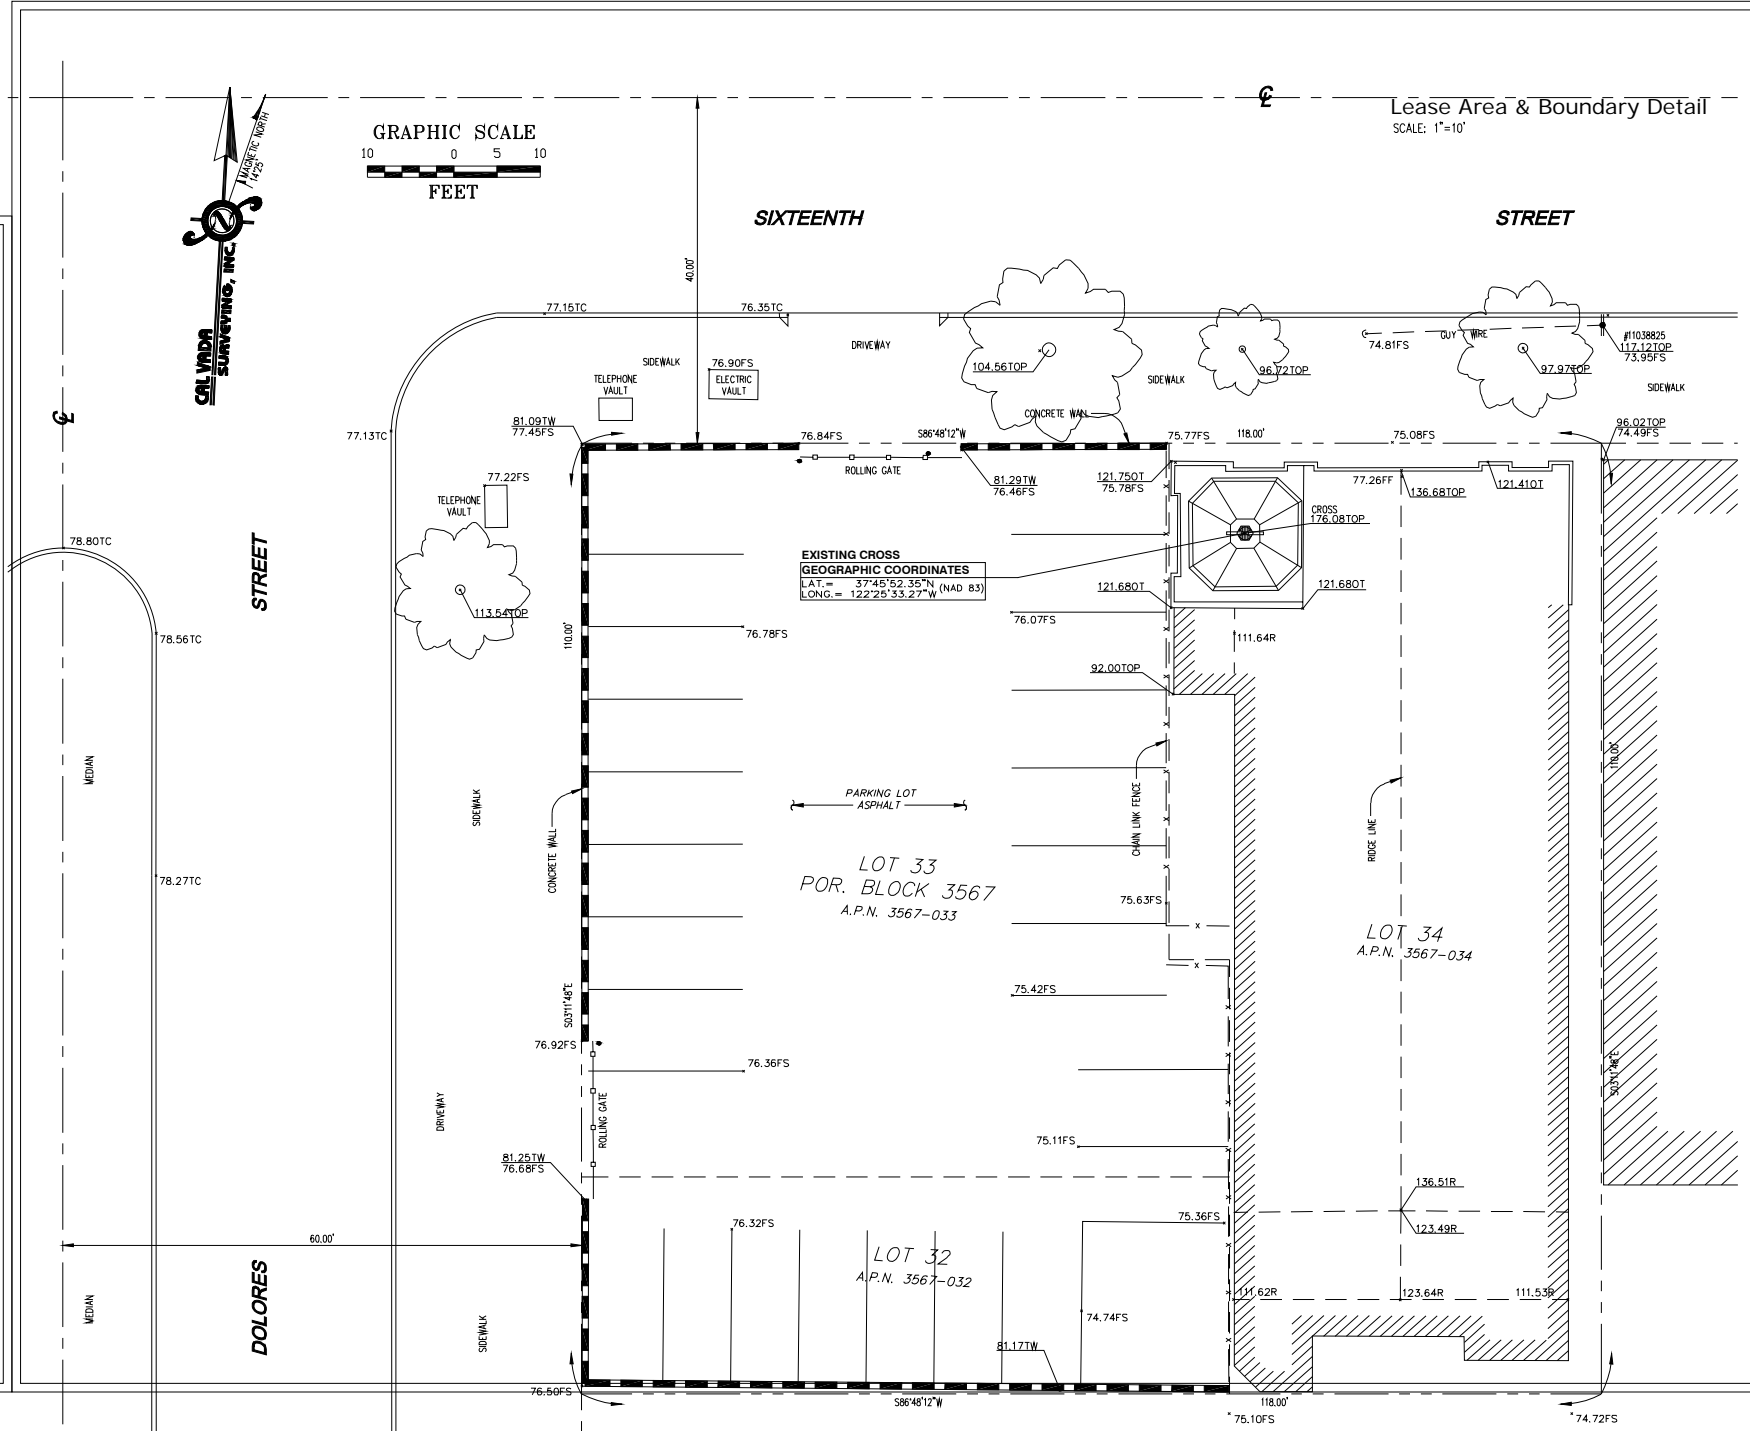 ℄
Lease Area & Boundary Detail
SCALE: 1"=10'
MAGNETIC NORTH
14°25'
CALVADA
SURVEYING, INC.
GRAPHIC SCALE
10 0 5 10
FEET
SIXTEENTH STREET
40.00'
77.15TC
76.35TC
DRIVEWAY
SIDEWALK
76.90FS
ELECTRIC
VAULT
TELEPHONE
VAULT
104.56TOP
SIDEWALK
96.72TOP
74.81FS
GUY WIRE
97.97TOP
#11038825
117.12TOP
73.95FS
SIDEWALK
℄
77.13TC
81.09TW
77.45FS
76.84FS
S86°48'12"W
CONCRETE WALL
75.77FS
118.00'
75.08FS
96.02TOP
74.49FS
ROLLING GATE
81.29TW
76.46FS
121.75OT
75.78FS
77.26FF
136.68TOP
121.41OT
77.22FS
TELEPHONE
VAULT
CROSS
176.08TOP
78.80TC
STREET
EXISTING CROSS
GEOGRAPHIC COORDINATES
LAT.= 37°45'52.35"N (NAD 83)
LONG.= 122°25'33.27"W
121.68OT
121.68OT
113.54TOP
78.56TC
110.00'
76.78FS
76.07FS
111.64R
92.00TOP
MEDIAN
SIDEWALK
CONCRETE WALL
PARKING LOT
ASPHALT
CHAIN LINK FENCE
RIDGE LINE
110.00'
78.27TC
LOT 33
POR. BLOCK 3567
A.P.N. 3567-033
75.63FS
LOT 34
A.P.N. 3567-034
S03°11'48"E
75.42FS
76.92FS
76.36FS
S03°11'48"E
DRIVEWAY
ROLLING GATE
75.11FS
81.25TW
76.68FS
136.51R
123.49R
76.32FS
75.36FS
60.00'
LOT 32
A.P.N. 3567-032
111.62R
123.64R
111.53R
MEDIAN
DOLORES
SIDEWALK
74.74FS
81.17TW
76.50FS
S86°48'12"W
118.00'
75.10FS
74.72FS